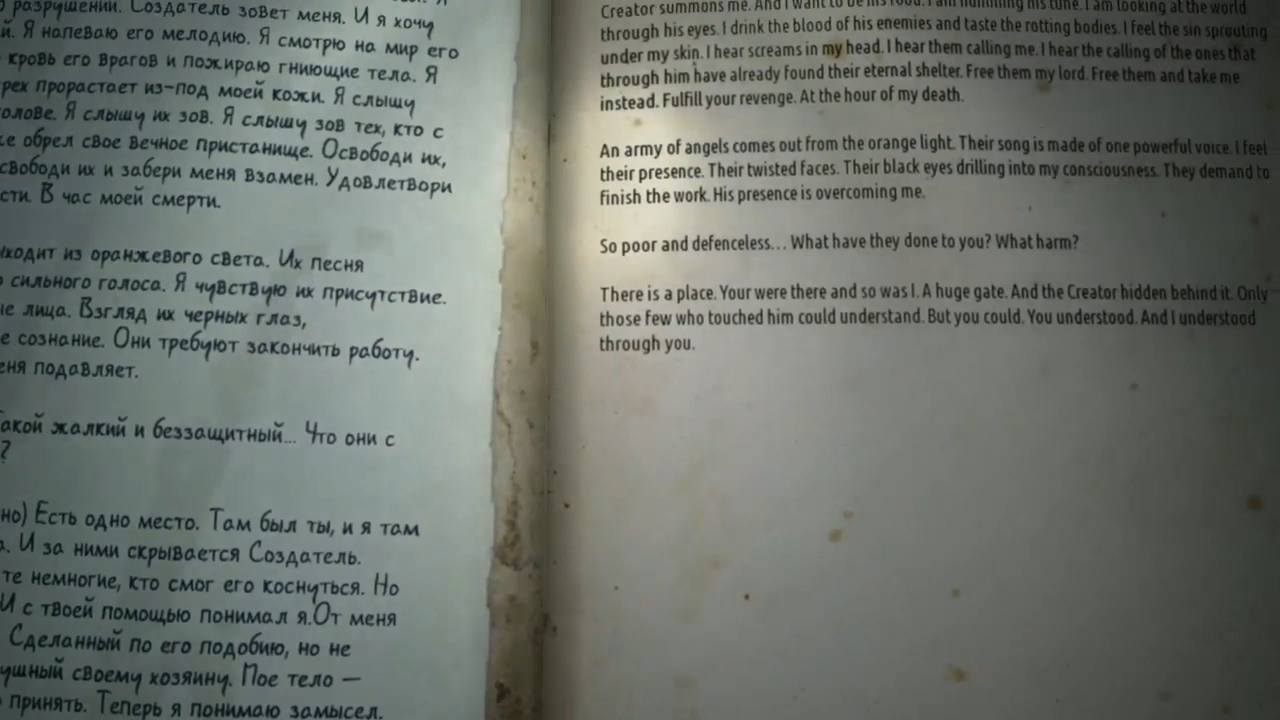 разрушении. Создатель зовет меня. И я хочу
й. Я напеваю его мелодию. Я смотрю на мир его
кровь его врагов и пожираю гниющие тела. Я
рех прорастает из-под моей кожи. Я слышу
олове. Я слышу их зов. Я слышу зов тех, кто с
же обрел свое вечное пристанище. Освободи их,
свободи их и забери меня взамен. Удовлетвори
сти. В час моей смерти.
ыходит из оранжевого света. Их песня
сильного голоса. Я чувствую их присутствие.
ые лица. Взгляд их черных глаз,
е сознание. Они требуют закончить работу.
еня подавляет.
акой жалкий и беззащитный... Что они с
?
но) Есть одно место. Там был ты, и я там
а. И за ними скрывается Создатель.
те немногие, кто смог его коснуться. Но
И с твоей помощью понимал я.От меня
Сделанный по его подобию, но не
ушный своему хозяину. Пое тело —
принять. Теперь я понимаю замысел.
Creator summons me. And I want to be his food. I am humming his tune. I am looking at the world
through his eyes. I drink the blood of his enemies and taste the rotting bodies. I feel the sin sprouting
under my skin. I hear screams in my head. I hear them calling me. I hear the calling of the ones that
through him have already found their eternal shelter. Free them my lord. Free them and take me
instead. Fulfill your revenge. At the hour of my death.
An army of angels comes out from the orange light. Their song is made of one powerful voice. I feel
their presence. Their twisted faces. Their black eyes drilling into my consciousness. They demand to
finish the work. His presence is overcoming me.
So poor and defenceless... What have they done to you? What harm?
There is a place. Your were there and so was I. A huge gate. And the Creator hidden behind it. Only
those few who touched him could understand. But you could. You understood. And I understood
through you.